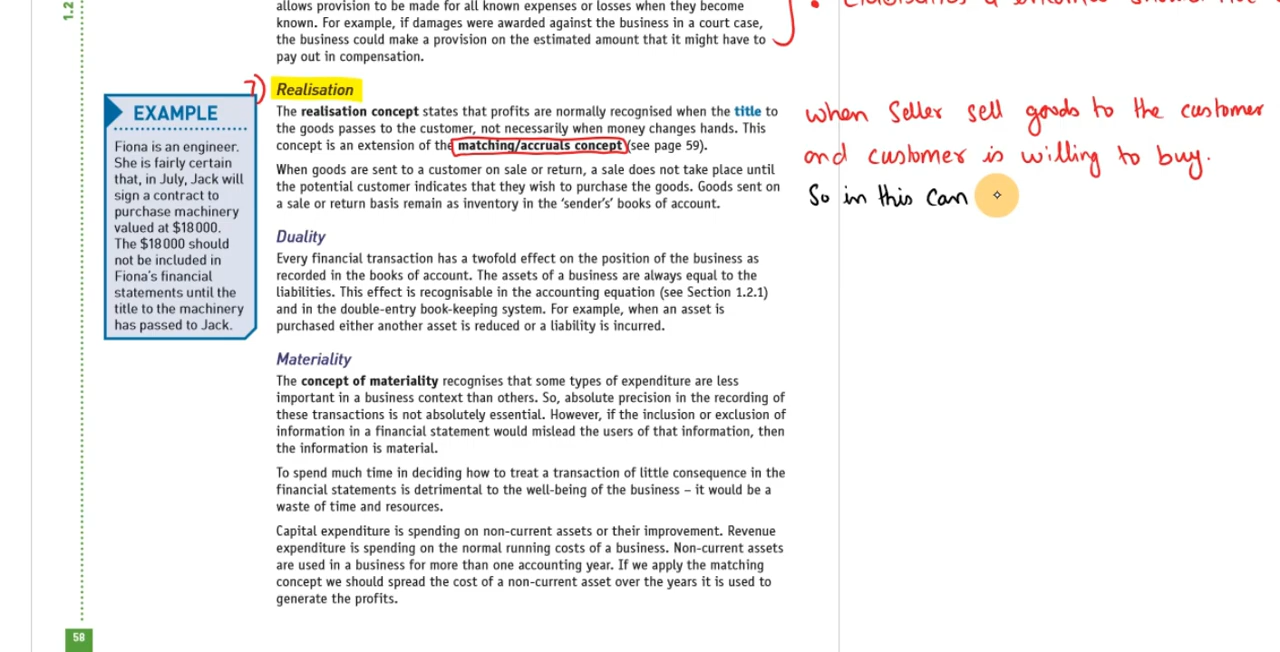 1.2
allows provision to be made for all known expenses or losses when they become
known. For example, if damages were awarded against the business in a court case,
the business could make a provision on the estimated amount that it might have to
pay out in compensation.
7) Realisation
The realisation concept states that profits are normally recognised when the title to
the goods passes to the customer, not necessarily when money changes hands. This
concept is an extension of the matching/accruals concept (see page 59).
When goods are sent to a customer on sale or return, a sale does not take place until
the potential customer indicates that they wish to purchase the goods. Goods sent on
a sale or return basis remain as inventory in the ‘sender’s’ books of account.
Duality
Every financial transaction has a twofold effect on the position of the business as
recorded in the books of account. The assets of a business are always equal to the
liabilities. This effect is recognisable in the accounting equation (see Section 1.2.1)
and in the double-entry book-keeping system. For example, when an asset is
purchased either another asset is reduced or a liability is incurred.
Materiality
The concept of materiality recognises that some types of expenditure are less
important in a business context than others. So, absolute precision in the recording of
these transactions is not absolutely essential. However, if the inclusion or exclusion of
information in a financial statement would mislead the users of that information, then
the information is material.
To spend much time in deciding how to treat a transaction of little consequence in the
financial statements is detrimental to the well-being of the business – it would be a
waste of time and resources.
Capital expenditure is spending on non-current assets or their improvement. Revenue
expenditure is spending on the normal running costs of a business. Non-current assets
are used in a business for more than one accounting year. If we apply the matching
concept we should spread the cost of a non-current asset over the years it is used to
generate the profits.
EXAMPLE
Fiona is an engineer.
She is fairly certain
that, in July, Jack will
sign a contract to
purchase machinery
valued at $18 000.
The $18 000 should
not be included in
Fiona’s financial
statements until the
title to the machinery
has passed to Jack.
when Seller sell goods to the customer
and customer is willing to buy.
So in this can
58